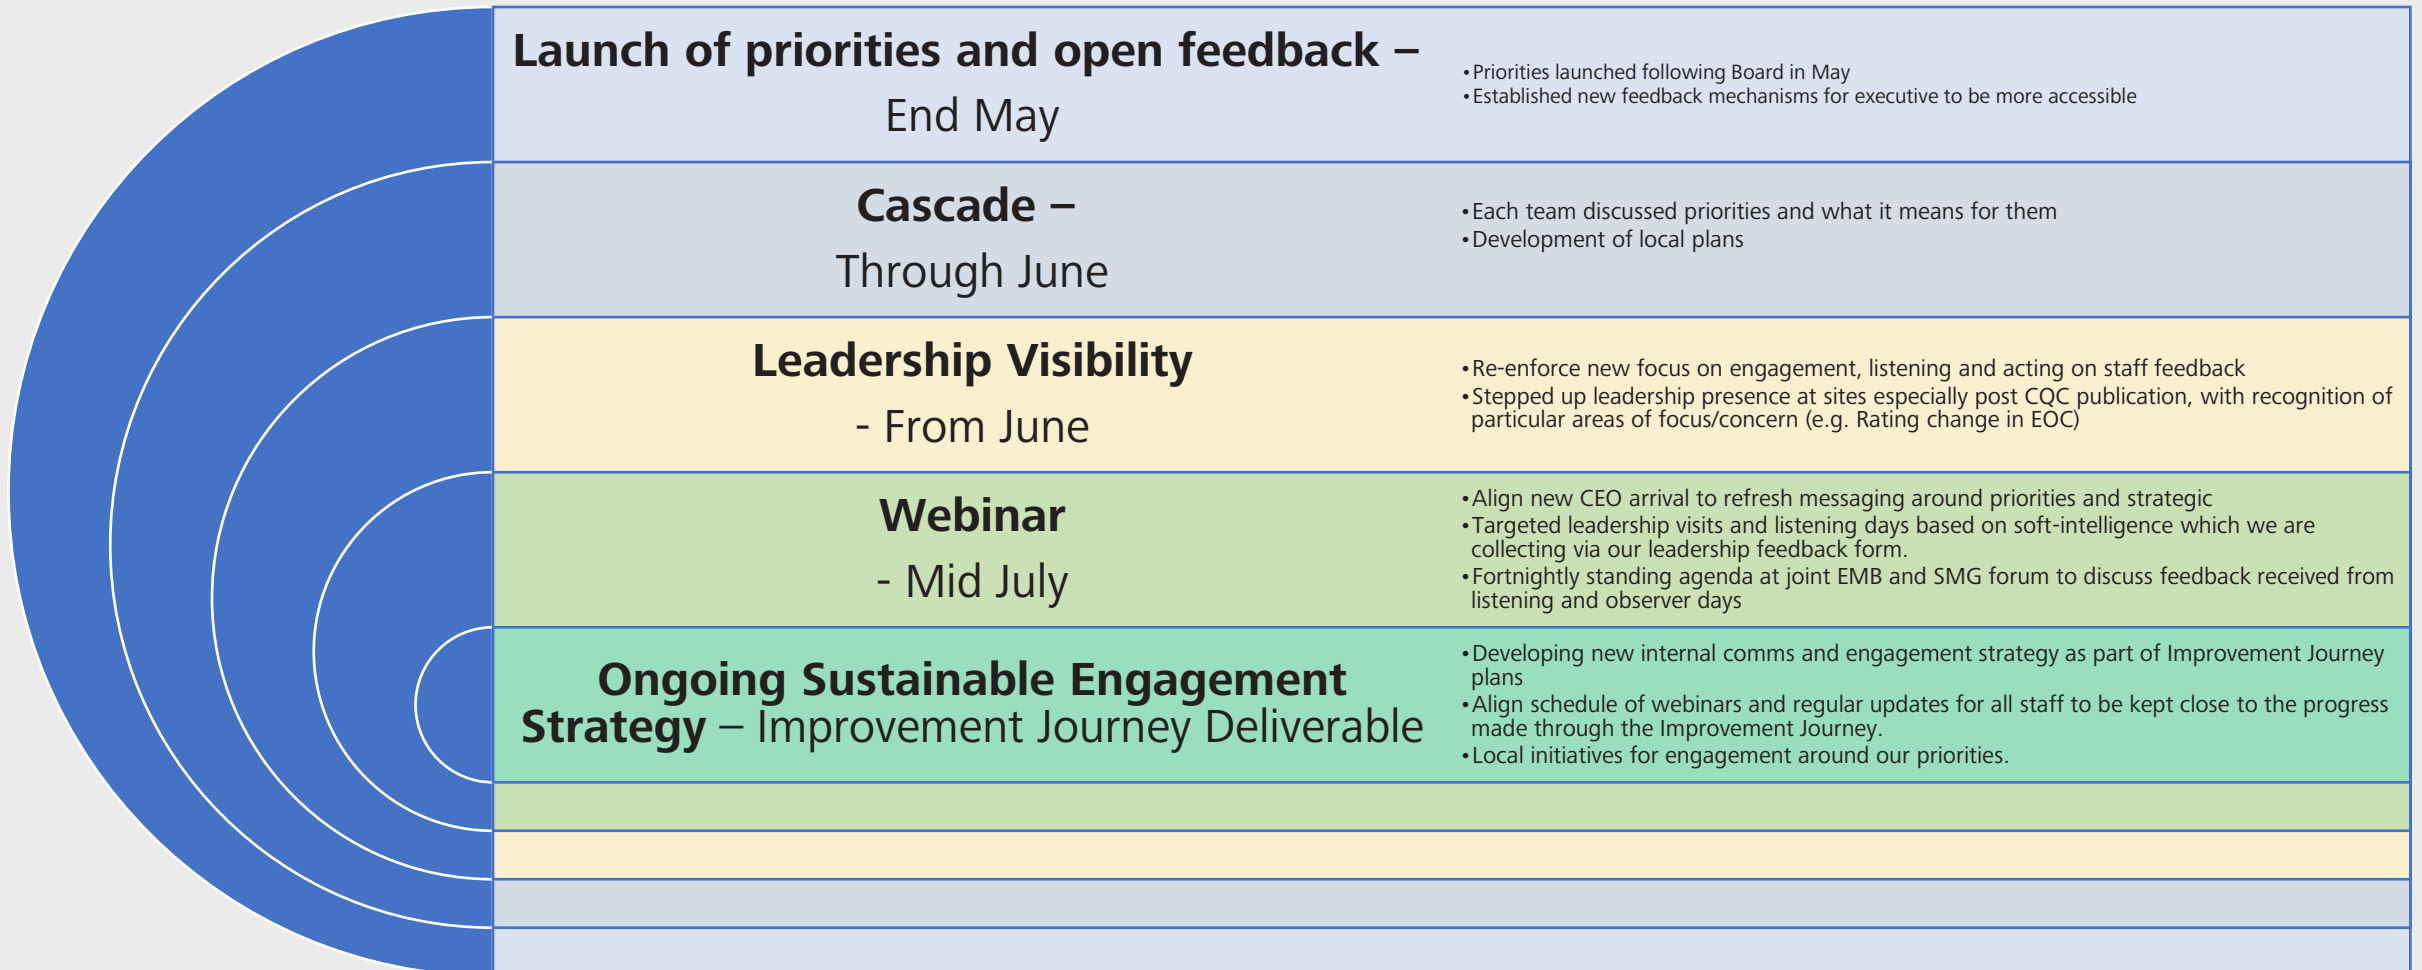 Launch of priorities and open feedback –
End May
•Priorities launched following Board in May
•Established new feedback mechanisms for executive to be more accessible
Cascade –
Through June
•Each team discussed priorities and what it means for them
•Development of local plans
Leadership Visibility
- From June
•Re-enforce new focus on engagement, listening and acting on staff feedback
•Stepped up leadership presence at sites especially post CQC publication, with recognition of
particular areas of focus/concern (e.g. Rating change in EOC)
Webinar
- Mid July
•Align new CEO arrival to refresh messaging around priorities and strategic
•Targeted leadership visits and listening days based on soft-intelligence which we are
collecting via our leadership feedback form.
•Fortnightly standing agenda at joint EMB and SMG forum to discuss feedback received from
listening and observer days
Ongoing Sustainable Engagement
Strategy – Improvement Journey Deliverable
•Developing new internal comms and engagement strategy as part of Improvement Journey
plans
•Align schedule of webinars and regular updates for all staff to be kept close to the progress
made through the Improvement Journey.
•Local initiatives for engagement around our priorities.